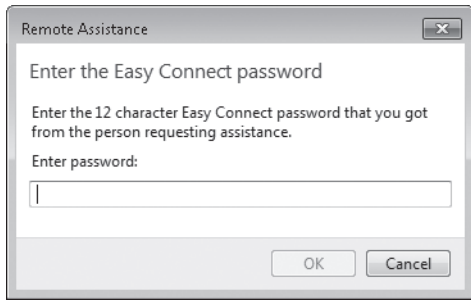 Remote Assistance
Enter the Easy Connect password
Enter the 12 character Easy Connect password that you got
from the person requesting assistance.
Enter password:
OK
Cancel